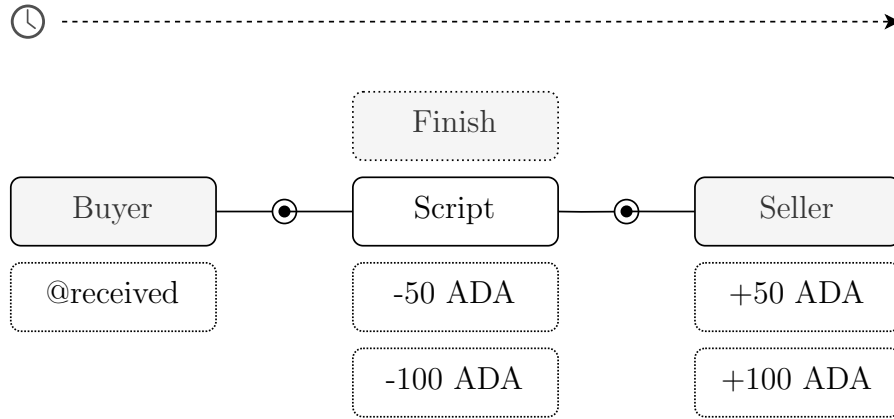 Finish
Buyer
Script
Seller
@received
-50 ADA
+50 ADA
-100 ADA
+100 ADA